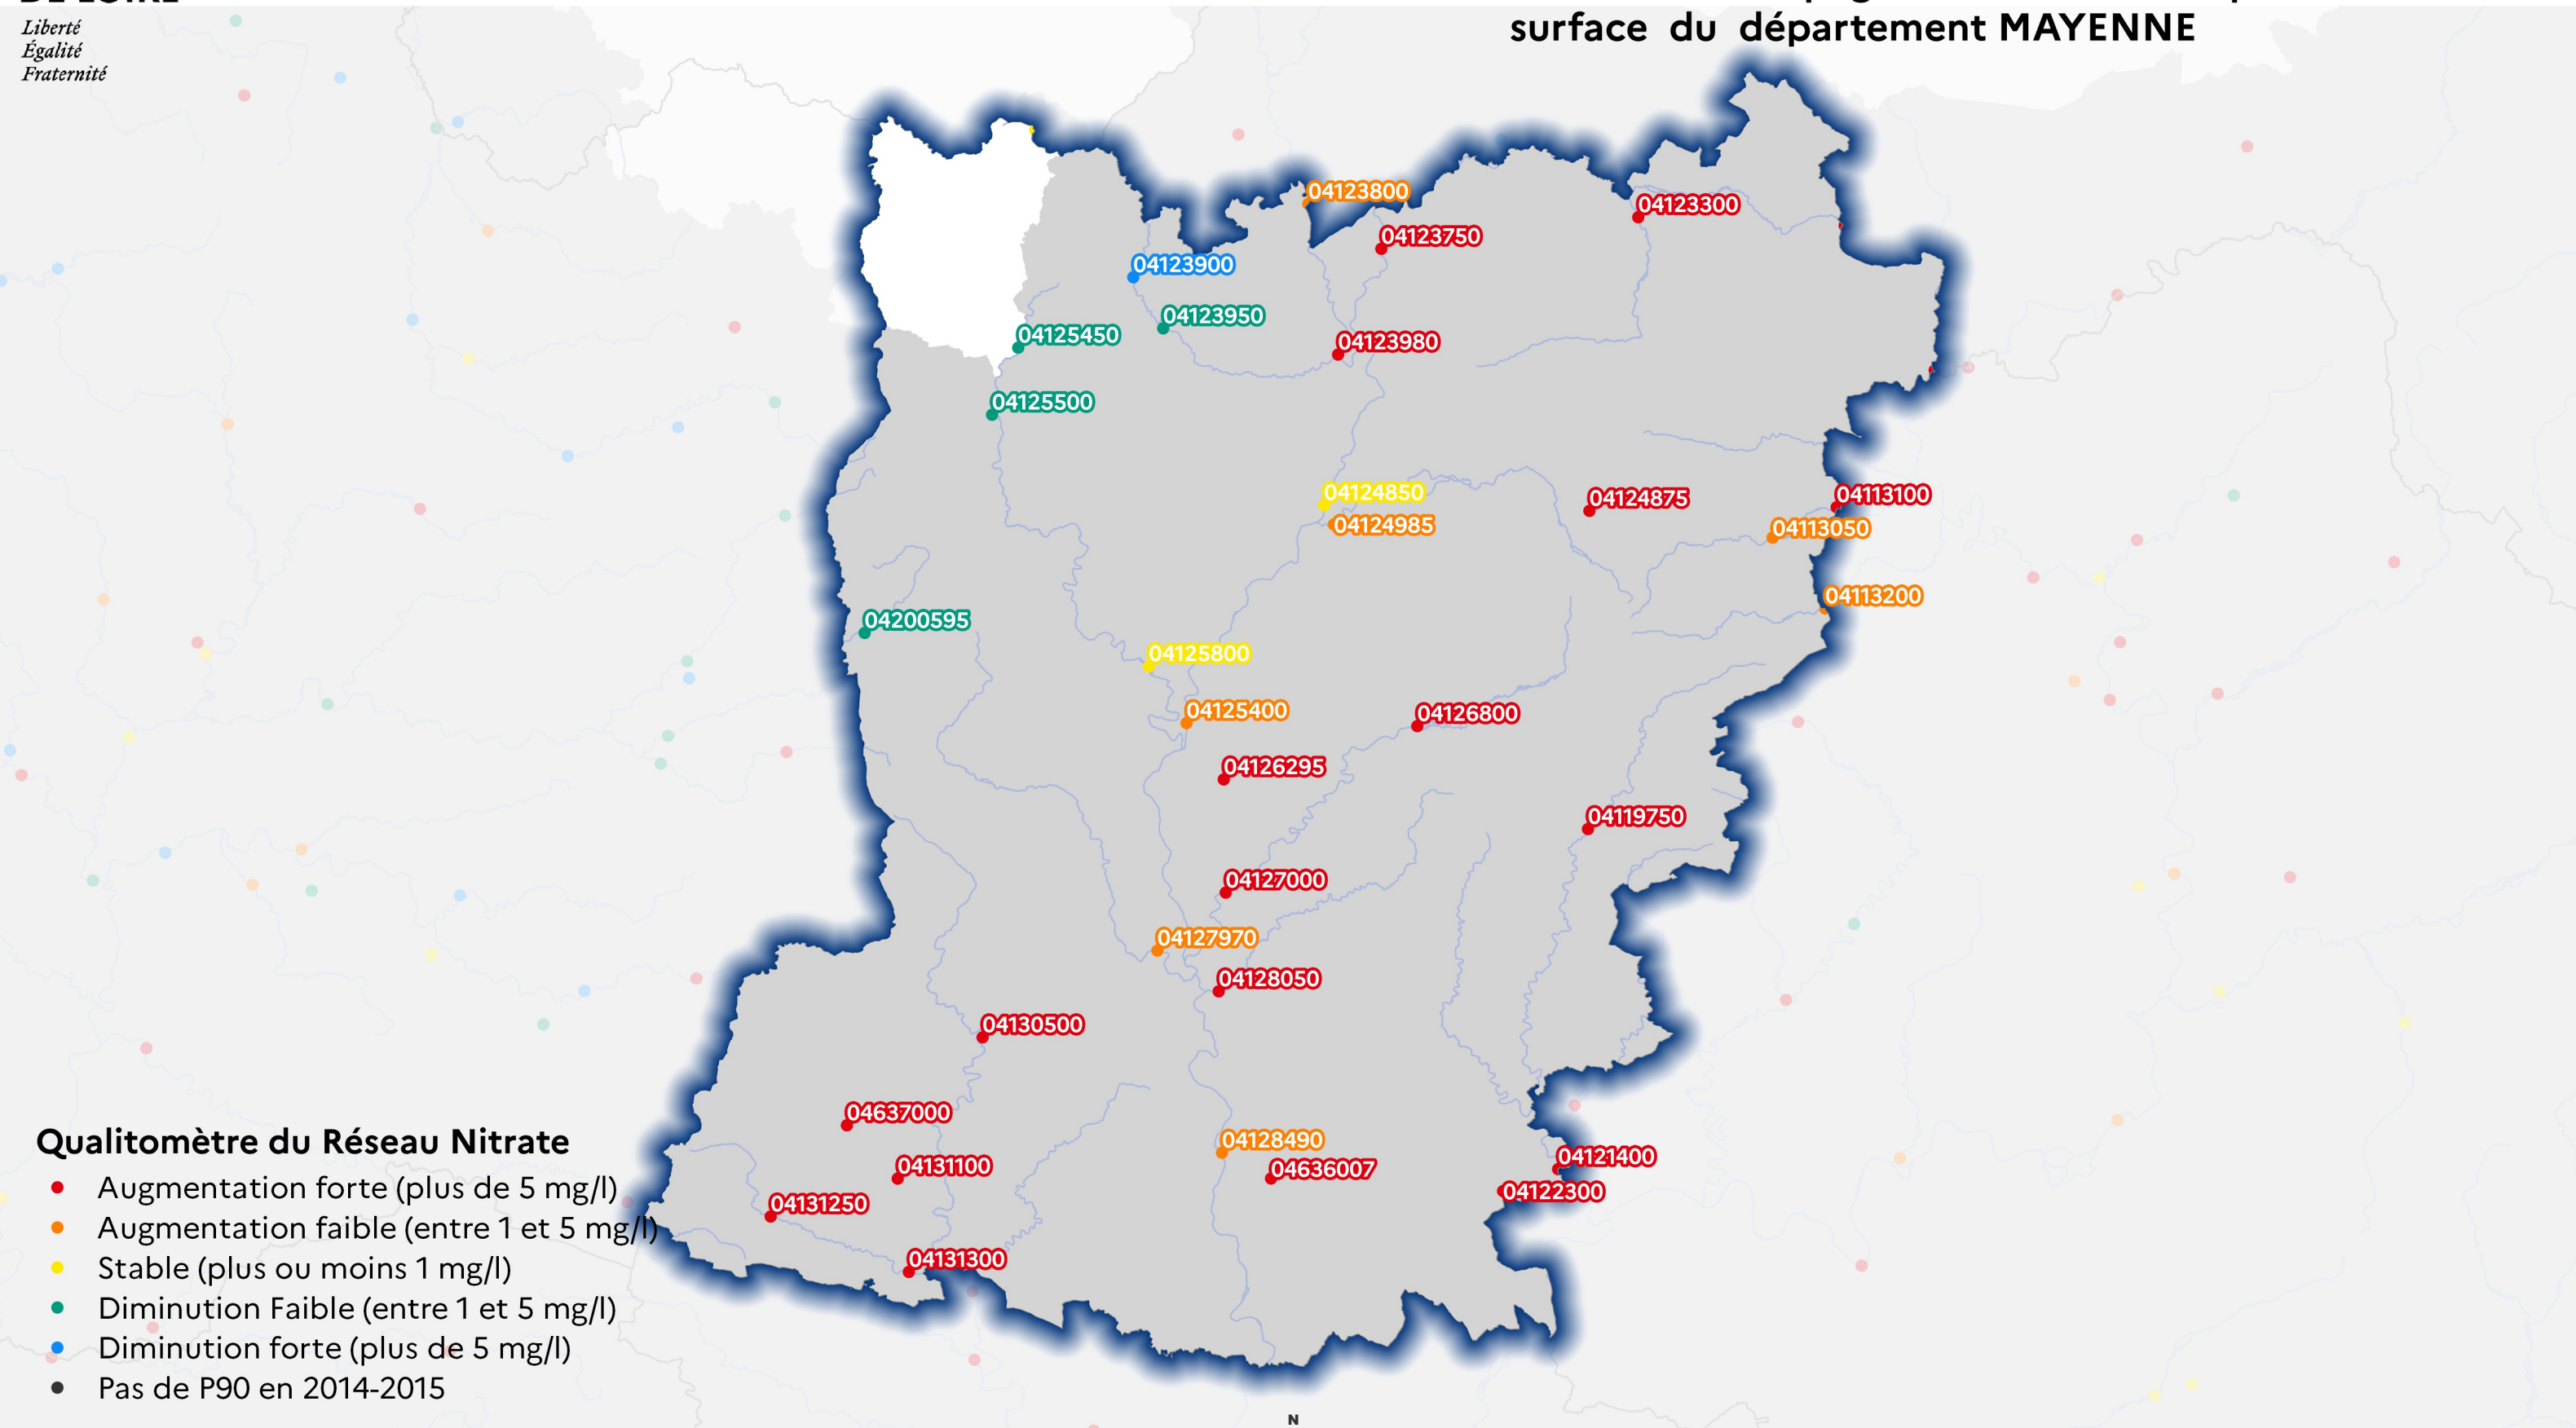 DE LOIRE
Liberté
Égalité
Fraternité
surface du département MAYENNE
04123800
04123300
04123750
04123900
04123950
04125450
04123980
04125500
04124850
04124875
04113100
04124985
04113050
04113200
04200595
04125800
04125400
04126800
04126295
04119750
04127000
04127970
04128050
04130500
04637000
04128490
04121400
04131100
04636007
04122300
04131250
04131300
Qualitomètre du Réseau Nitrate
Augmentation forte (plus de 5 mg/l)
Augmentation faible (entre 1 et 5 mg/l)
Stable (plus ou moins 1 mg/l)
Diminution Faible (entre 1 et 5 mg/l)
Diminution forte (plus de 5 mg/l)
Pas de P90 en 2014-2015
N